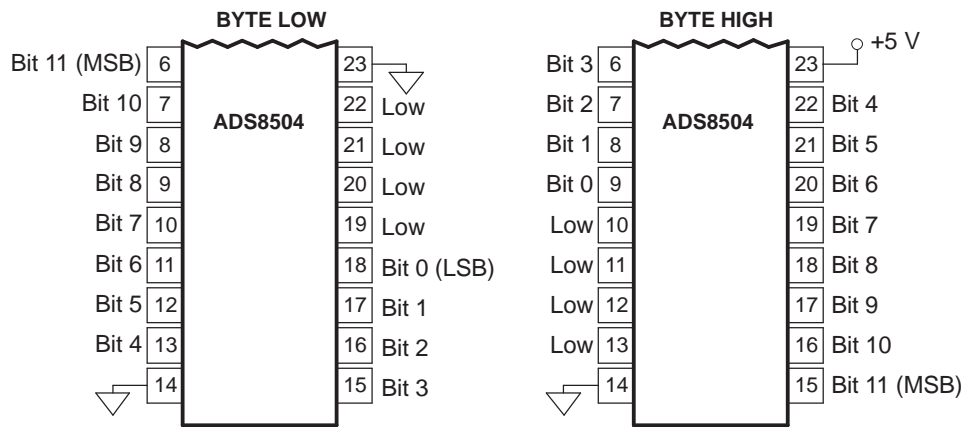 BYTE LOW
Bit 11 (MSB) 6 23
Bit 10 7 22 Low
ADS8504
Bit 9 8 21 Low
Bit 8 9 20 Low
Bit 7 10 19 Low
Bit 6 11 18 Bit 0 (LSB)
Bit 5 12 17 Bit 1
Bit 4 13 16 Bit 2
14 15 Bit 3
BYTE HIGH
Bit 3 6 23 +5 V
Bit 2 7 22 Bit 4
ADS8504
Bit 1 8 21 Bit 5
Bit 0 9 20 Bit 6
Low 10 19 Bit 7
Low 11 18 Bit 8
Low 12 17 Bit 9
Low 13 16 Bit 10
14 15 Bit 11 (MSB)